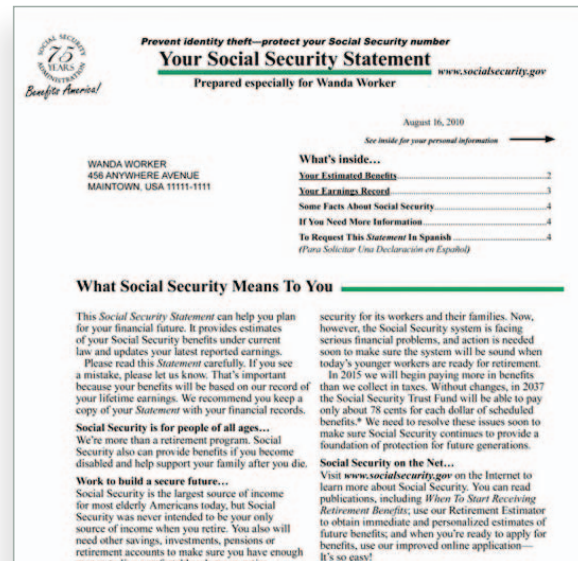 SOCIAL SECURITY ADMINISTRATION
75
YEARS
Benefits America!
Prevent identity theft—protect your Social Security number
Your Social Security Statement
www.socialsecurity.gov
Prepared especially for Wanda Worker
August 16, 2010
See inside for your personal information
WANDA WORKER
456 ANYWHERE AVENUE
MAINTOWN, USA 11111-1111
What's inside…
Your Estimated Benefits 2
Your Earnings Record 3
Some Facts About Social Security 4
If You Need More Information 4
To Request This Statement In Spanish 4
(Para Solicitar Una Declaración en Español)
What Social Security Means To You
This Social Security Statement can help you plan
for your financial future. It provides estimates
of your Social Security benefits under current
law and updates your latest reported earnings.
Please read this Statement carefully. If you see
a mistake, please let us know. That's important
because your benefits will be based on our record of
your lifetime earnings. We recommend you keep a
copy of your Statement with your financial records.
Social Security is for people of all ages…
We're more than a retirement program. Social
Security also can provide benefits if you become
disabled and help support your family after you die.
Work to build a secure future…
Social Security is the largest source of income
for most elderly Americans today, but Social
Security was never intended to be your only
source of income when you retire. You also will
need other savings, investments, pensions or
retirement accounts to make sure you have enough
security for its workers and their families. Now,
however, the Social Security system is facing
serious financial problems, and action is needed
soon to make sure the system will be sound when
today's younger workers are ready for retirement.
In 2015 we will begin paying more in benefits
than we collect in taxes. Without changes, in 2037
the Social Security Trust Fund will be able to pay
only about 78 cents for each dollar of scheduled
benefits.* We need to resolve these issues soon to
make sure Social Security continues to provide a
foundation of protection for future generations.
Social Security on the Net…
Visit www.socialsecurity.gov on the Internet to
learn more about Social Security. You can read
publications, including When To Start Receiving
Retirement Benefits; use our Retirement Estimator
to obtain immediate and personalized estimates of
future benefits; and when you're ready to apply for
benefits, use our improved online application—
It's so easy!